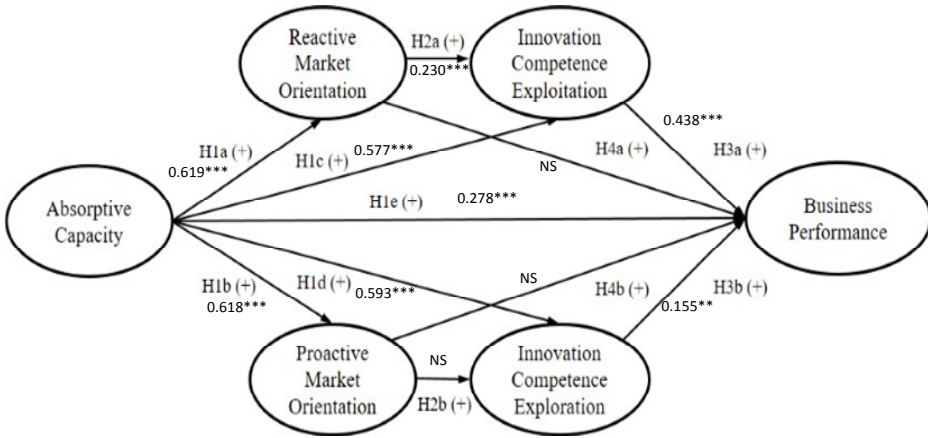 Reactive
Market
Orientation
H2a (+)
0.230***
Innovation
Competence
Exploitation
H1a (+)
0.619***
H1c (+)
0.577***
NS
H4a (+)
0.438***
H3a (+)
Absorptive
Capacity
H1e (+)
0.278***
Business
Performance
H1b (+)
0.618***
H1d (+)
0.593***
NS
H4b (+)
H3b (+)
0.155**
Proactive
Market
Orientation
NS
H2b (+)
Innovation
Competence
Exploration